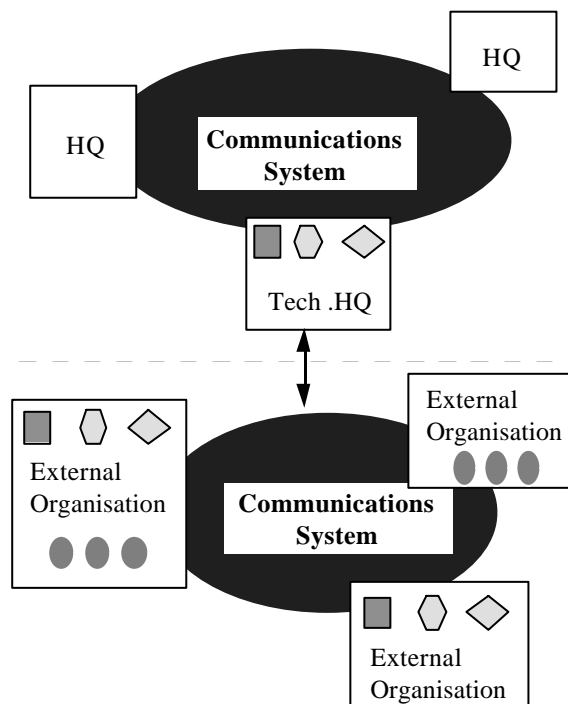 HQ
HQ
Communications
System
Tech .HQ
External
Organisation
External
Organisation
Communications
System
External
Organisation